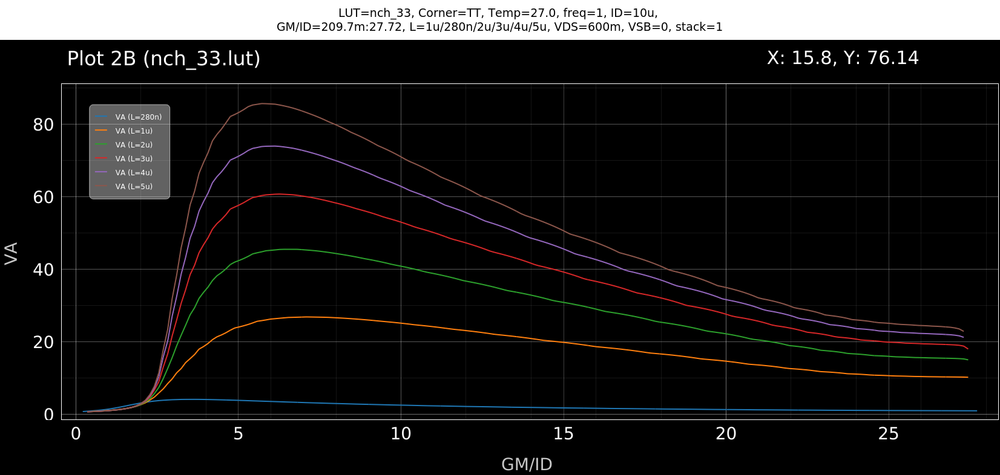 LUT=nch_33, Corner=TT, Temp=27.0, freq=1, ID=10u,
GM/ID=209.7m:27.72, L=1u/280n/2u/3u/4u/5u, VDS=600m, VSB=0, stack=1
Plot 2B (nch_33.lut)
X: 15.8, Y: 76.14
VA (L=280n)
VA (L=1u)
VA (L=2u)
VA (L=3u)
VA (L=4u)
VA (L=5u)
80
60
40
20
0
VA
0 5 10 15 20 25
GM/ID